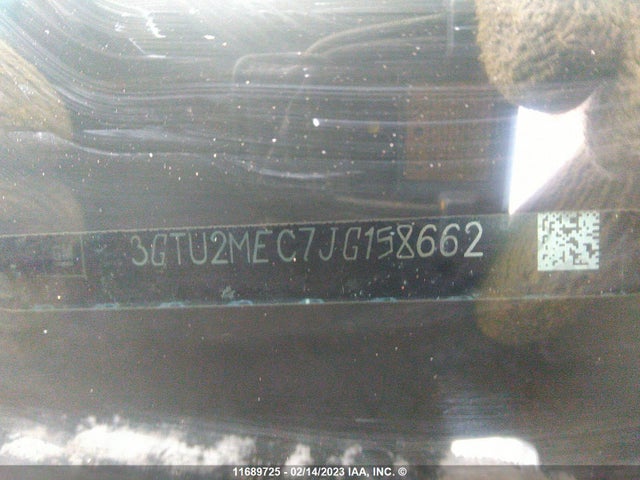 3GTU2MEC7JG158662
11689725 - 02/14/2023 IAA, INC. ©